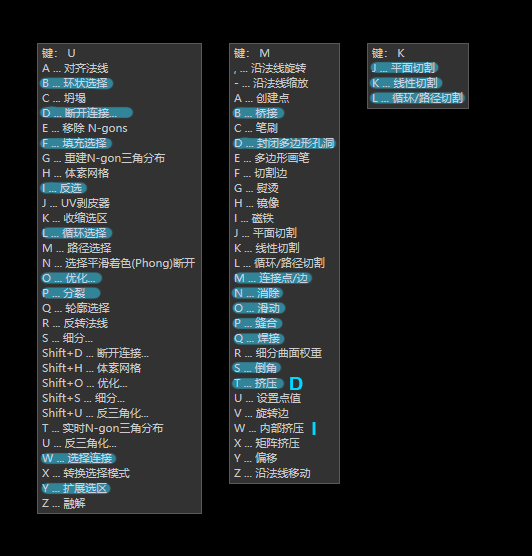 键： U
A ... 对齐法线
B ... 环状选择
C ... 坍塌
D ... 断开连接...
E ... 移除 N-gons
F ... 填充选择
G ... 重建N-gon三角分布
H ... 体素网格
I ... 反选
J ... UV剥皮器
K ... 收缩选区
L ... 循环选择
M ... 路径选择
N ... 选择平滑着色(Phong)断开
O ... 优化...
P ... 分裂
Q ... 轮廓选择
R ... 反转法线
S ... 细分...
Shift+D ... 断开连接...
Shift+H ... 体素网格
Shift+O ... 优化...
Shift+S ... 细分...
Shift+U ... 反三角化...
T ... 实时N-gon三角分布
U ... 反三角化...
W ... 选择连接
X ... 转换选择模式
Y ... 扩展选区
Z ... 融解
键： M
, ... 沿法线旋转
- ... 沿法线缩放
A ... 创建点
B ... 桥接
C ... 笔刷
D ... 封闭多边形孔洞
E ... 多边形画笔
F ... 切割边
G ... 熨烫
H ... 镜像
I ... 磁铁
J ... 平面切割
K ... 线性切割
L ... 循环/路径切割
M ... 连接点/边
N ... 消除
O ... 滑动
P ... 缝合
Q ... 焊接
R ... 细分曲面权重
S ... 倒角
T ... 挤压 D
U ... 设置点值
V ... 旋转边
W ... 内部挤压 I
X ... 矩阵挤压
Y ... 偏移
Z ... 沿法线移动
键： K
J ... 平面切割
K ... 线性切割
L ... 循环/路径切割